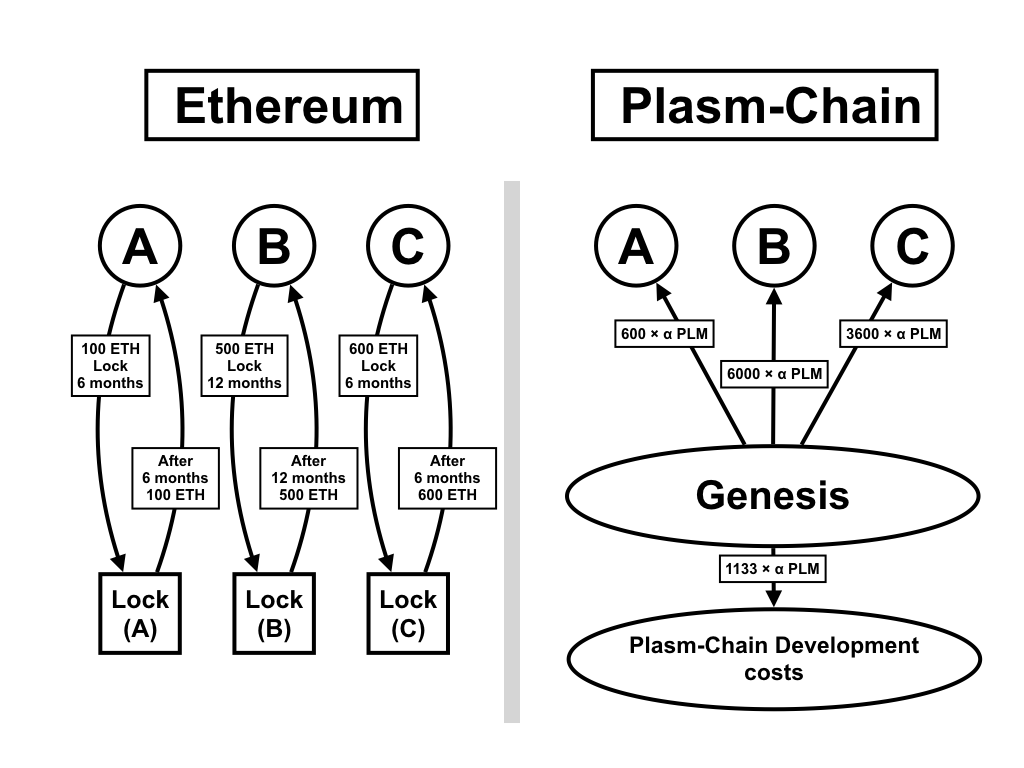 Ethereum
Plasm-Chain
A
B
C
100 ETH
Lock
6 months
500 ETH
Lock
12 months
600 ETH
Lock
6 months
After
6 months
100 ETH
After
12 months
500 ETH
After
6 months
600 ETH
Lock
(A)
Lock
(B)
Lock
(C)
A
B
C
600 × α PLM
6000 × α PLM
3600 × α PLM
Genesis
1133 × α PLM
Plasm-Chain Development
costs